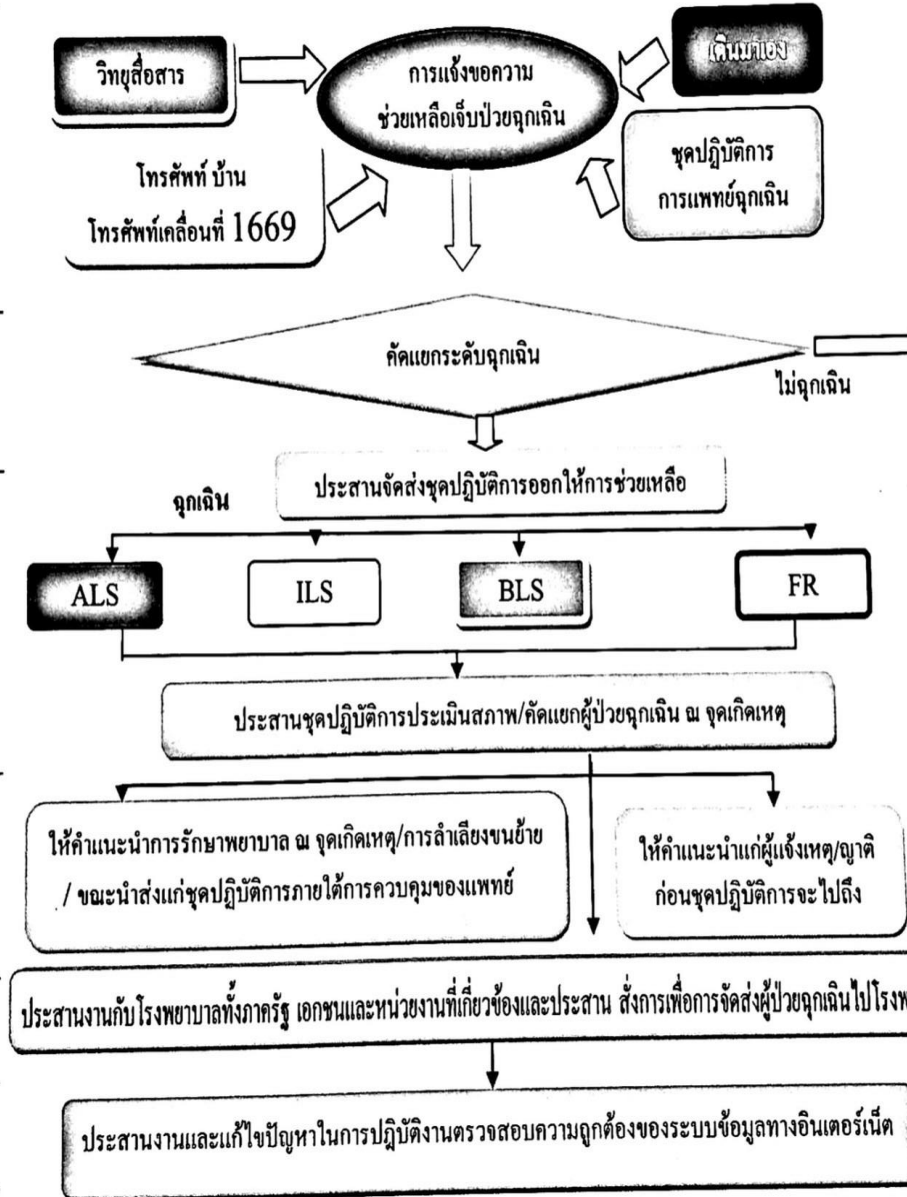 วิทยุสื่อสาร
การแจ้งขอความ
ช่วยเหลือเจ็บป่วยฉุกเฉิน
เดินมาเอง
โทรศัพท์ บ้าน
โทรศัพท์เคลื่อนที่ 1669
ชุดปฏิบัติการ
การแพทย์ฉุกเฉิน
คัดแยกระดับฉุกเฉิน
ไม่ฉุกเฉิน
ประสานจัดส่งชุดปฏิบัติการออกให้การช่วยเหลือ
ฉุกเฉิน
ALS
ILS
BLS
FR
ประสานชุดปฏิบัติการประเมินสภาพ/คัดแยกผู้ป่วยฉุกเฉิน ณ จุดเกิดเหตุ
ให้คำแนะนำการรักษาพยาบาล ณ จุดเกิดเหตุ/การลำเลียงขนย้าย
/ ขณะนำส่งแก่ชุดปฏิบัติการภายใต้การควบคุมของแพทย์
ให้คำแนะนำแก่ผู้แจ้งเหตุ/ญาติ
ก่อนชุดปฏิบัติการจะไปถึง
ประสานงานกับโรงพยาบาลทั้งภาครัฐ เอกชนและหน่วยงานที่เกี่ยวข้องและประสาน สั่งการเพื่อการจัดส่งผู้ป่วยฉุกเฉินไปโรงพ
ประสานงานและแก้ไขปัญหาในการปฏิบัติงานตรวจสอบความถูกต้องของระบบข้อมูลทางอินเตอร์เน็ต